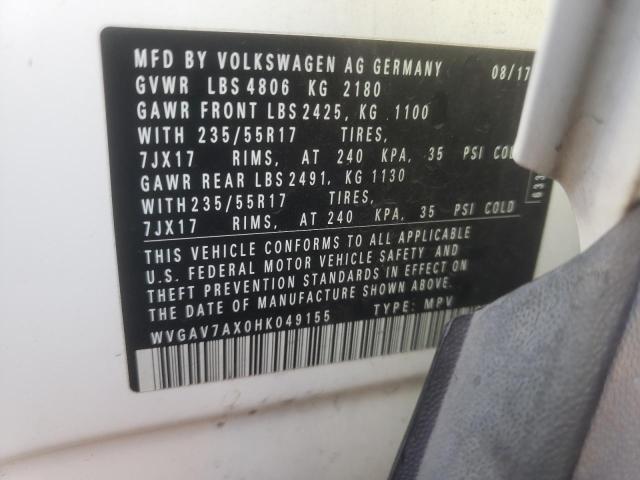 MFD BY VOLKSWAGEN AG GERMANY 08/17
GVWR LBS 4806 KG 2180
GAWR FRONT LBS 2425, KG 1100
WITH 235/55R17 TIRES,
7JX17 RIMS, AT 240 KPA, 35 PSI COLD
GAWR REAR LBS 2491, KG 1130
WITH 235/55R17 TIRES,
7JX17 RIMS, AT 240 KPA, 35 PSI COLD
THIS VEHICLE CONFORMS TO ALL APPLICABLE
U.S. FEDERAL MOTOR VEHICLE SAFETY AND
THEFT PREVENTION STANDARDS IN EFFECT ON
THE DATE OF MANUFACTURE SHOWN ABOVE.
WVGAV7AX0HK049155 TYPE: MPV